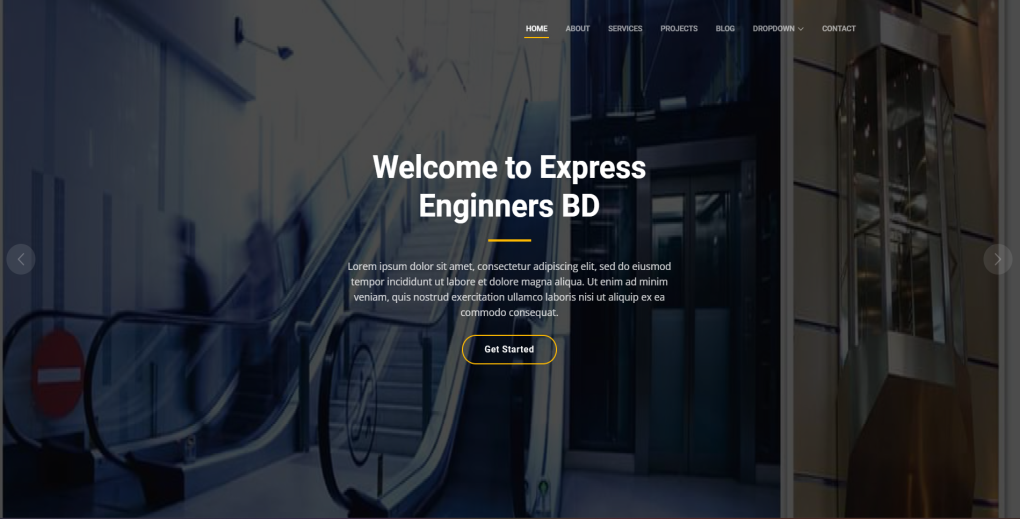 HOME ABOUT SERVICES PROJECTS BLOG DROPDOWN CONTACT
Welcome to Express
Enginners BD
Lorem ipsum dolor sit amet, consectetur adipiscing elit, sed do eiusmod
tempor incididunt ut labore et dolore magna aliqua. Ut enim ad minim
veniam, quis nostrud exercitation ullamco laboris nisi ut aliquip ex ea
commodo consequat.
Get Started